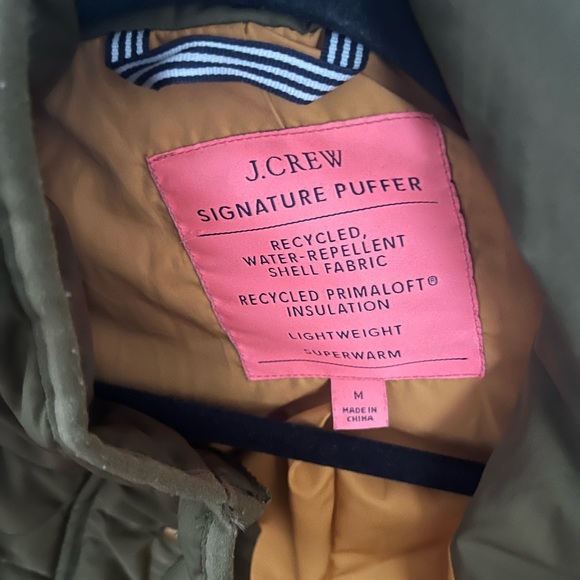 J.CREW
SIGNATURE PUFFER
RECYCLED,
WATER-REPELLENT
SHELL FABRIC
RECYCLED PRIMALOFT®
INSULATION
LIGHTWEIGHT
SUPERWARM
M
MADE IN
CHINA